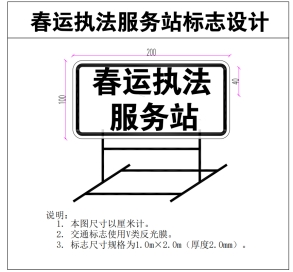 春运执法服务站标志设计
200
100
40
春运执法
服务站
说明：
1. 本图尺寸以厘米计。
2. 交通标志使用V类反光膜。
3. 标志尺寸规格为1.0m×2.0m（厚度2.0mm）。